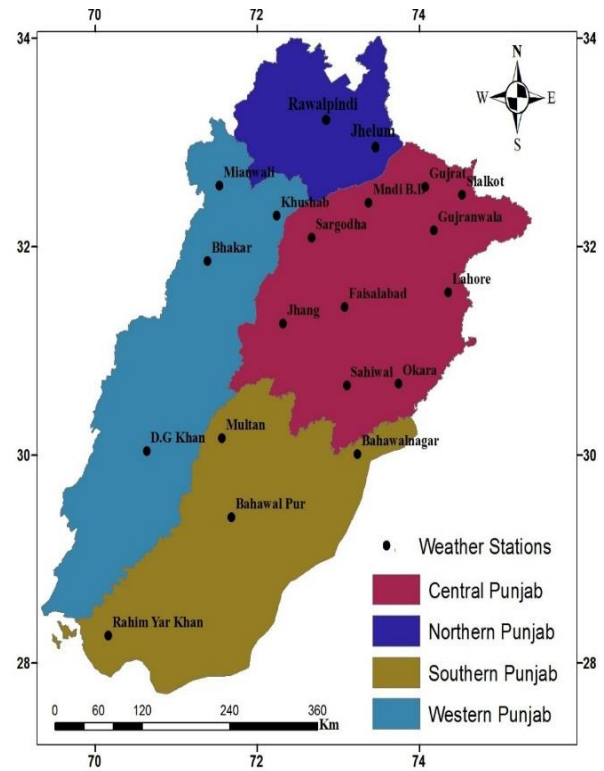 70 72 74
34 34
N
W E
S
Rawalpindi
Jhelum
Mianwali
Gujrat
Sialkot
Mndi B.D
Khushab
Sargodha
Gujranwala
32 32
Bhakar
Lahore
Faisalabad
Jhang
Sahiwal
Okara
Multan
D.G Khan
Bahawalnagar
30 30
Bahawal Pur
Weather Stations
Central Punjab
Northern Punjab
Rahim Yar Khan
28 28
Southern Punjab
Western Punjab
0 60 120 240 360
Km
70 72 74